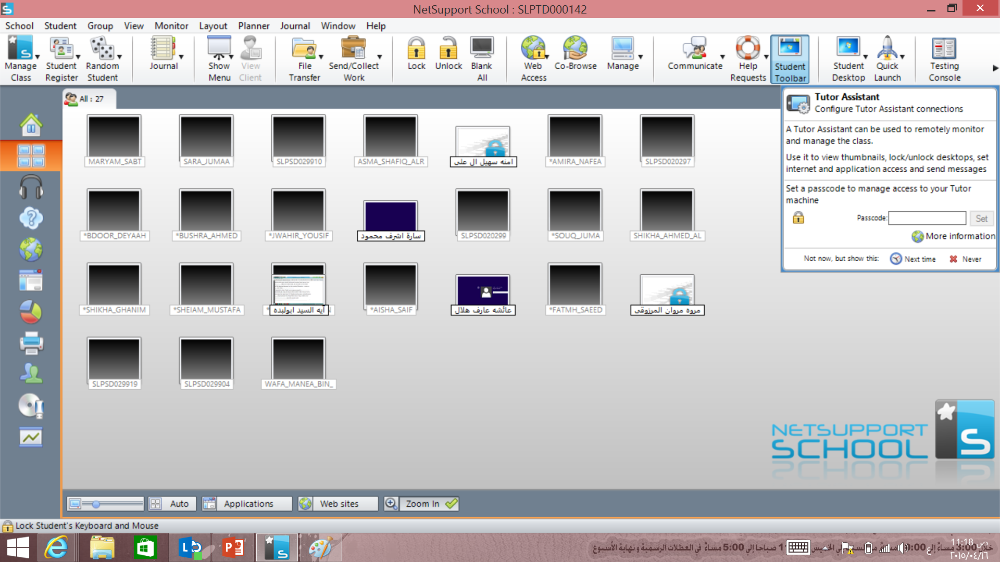 NetSupport School : SLPTD000142
School Student Group View Monitor Layout Planner Journal Window Help
Manage Class
Student Register
Random Student
Journal
Show Menu
View Client
File Transfer
Send/Collect Work
Lock
Unlock
Blank All
Web Access
Co-Browse
Manage
Communicate
Help Requests
Student Toolbar
Student Desktop
Quick Launch
Testing Console
All : 27
MARYAM_SABT
SARA_JUMAA
SLPSD029910
ASMA_SHAFIQ_ALR
امنه سهيل ال على
*AMIRA_NAFEA
SLPSD020297
*BDOOR_DEYAAH
*BUSHRA_AHMED
*JWAHIR_YOUSIF
سارة اشرف محمود
SLPSD020299
*SOUQ_JUMA
SHIKHA_AHMED_AL
*SHIKHA_GHANIM
*SHEIAM_MUSTAFA
آيه السيد ابولبده
*AISHA_SAIF
عائشه عارف هلال
*FATMH_SAEED
مروه مروان المرزوقى
SLPSD029919
SLPSD029904
WAFA_MANEA_BIN_
Tutor Assistant
Configure Tutor Assistant connections
A Tutor Assistant can be used to remotely monitor
and manage the class.
Use it to view thumbnails, lock/unlock desktops, set
internet and application access and send messages
Set a passcode to manage access to your Tutor
machine
Passcode:
Set
More information
Not now, but show this: Next time Never
NETSUPPORT
SCHOOL
S
Auto Applications Web sites Zoom In
Lock Student's Keyboard and Mouse
خلال 3:00 مساءً إلى
صباحا إلى 5:00 مساءً في العطلات الرسمية و نهاية الأسبوع
ع
11:18 ص
٢٠١٥/٠٤/١٦